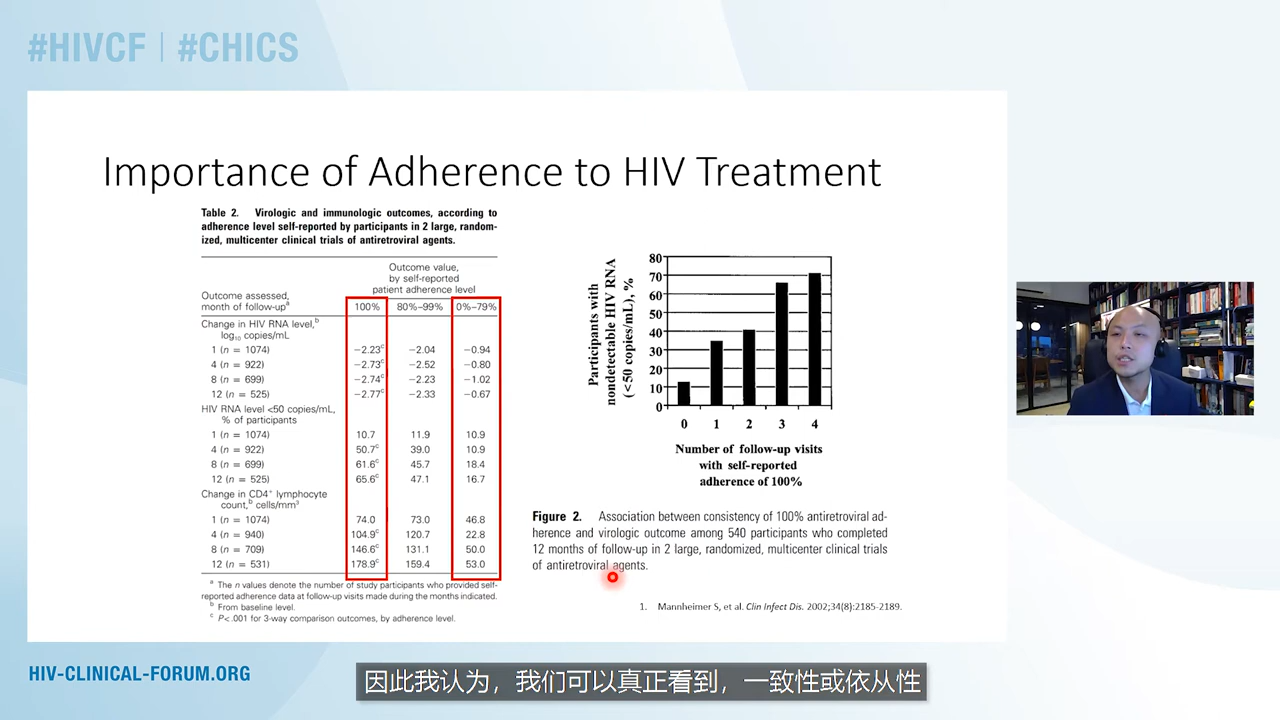 #HIVCF | #CHICS
Importance of Adherence to HIV Treatment
Table 2. Virologic and immunologic outcomes, according to
adherence level self-reported by participants in 2 large, random-
ized, multicenter clinical trials of antiretroviral agents.
Outcome value,
by self-reported
patient adherence level
Outcome assessed,
month of follow-upᵃ 100% 80%–99% 0%–79%
Change in HIV RNA level,ᵇ
log₁₀ copies/mL
1 (n = 1074) −2.23ᶜ −2.04 −0.94
4 (n = 922) −2.73ᶜ −2.52 −0.80
8 (n = 699) −2.74ᶜ −2.23 −1.02
12 (n = 525) −2.77ᶜ −2.33 −0.67
HIV RNA level <50 copies/mL,
% of participants
1 (n = 1074) 10.7 11.9 10.9
4 (n = 922) 50.7ᶜ 39.0 10.9
8 (n = 699) 61.6ᶜ 45.7 18.4
12 (n = 525) 65.6ᶜ 47.1 16.7
Change in CD4⁺ lymphocyte
count,ᵇ cells/mm³
1 (n = 1074) 74.0 73.0 46.8
4 (n = 940) 104.9ᶜ 120.7 22.8
8 (n = 709) 146.6ᶜ 131.1 50.0
12 (n = 531) 178.9ᶜ 159.4 53.0
ᵃ The n values denote the number of study participants who provided self-
reported adherence data at follow-up visits made during the months indicated.
ᵇ From baseline level.
ᶜ P< .001 for 3-way comparison outcomes, by adherence level.
Participants with
nondetectable HIV RNA
(<50 copies/mL), %
80
70
60
50
40
30
20
10
0
0 1 2 3 4
Number of follow-up visits
with self-reported
adherence of 100%
Figure 2. Association between consistency of 100% antiretroviral ad-
herence and virologic outcome among 540 participants who completed
12 months of follow-up in 2 large, randomized, multicenter clinical trials
of antiretroviral agents.
1. Mannheimer S, et al. Clin Infect Dis. 2002;34(8):2185-2189.
HIV-CLINICAL-FORUM.ORG
因此我认为，我们可以真正看到，一致性或依从性